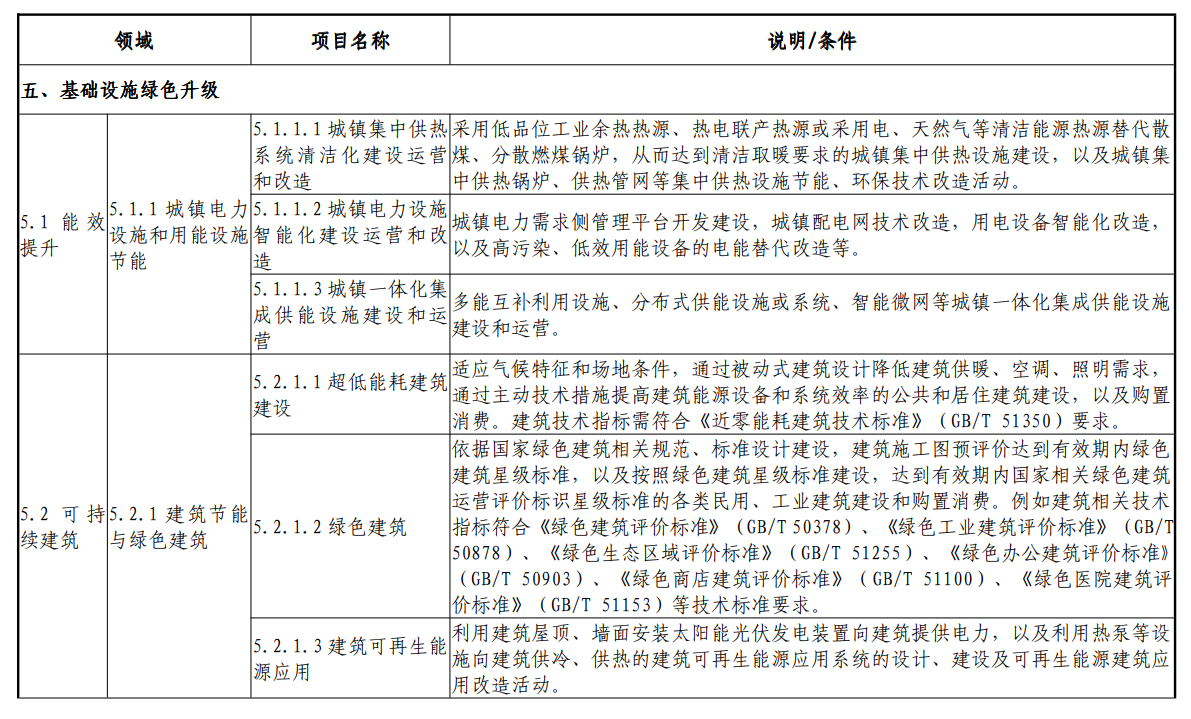 领域 项目名称 说明/条件
五、基础设施绿色升级
5.1 能效
提升
5.1.1 城镇电力
设施和用能设施
节能
5.1.1.1 城镇集中供热
系统清洁化建设运营
和改造
采用低品位工业余热热源、热电联产热源或采用电、天然气等清洁能源热源替代散
煤、分散燃煤锅炉，从而达到清洁取暖要求的城镇集中供热设施建设，以及城镇集
中供热锅炉、供热管网等集中供热设施节能、环保技术改造活动。
5.1.1.2 城镇电力设施
智能化建设运营和改
造
城镇电力需求侧管理平台开发建设，城镇配电网技术改造，用电设备智能化改造，
以及高污染、低效用能设备的电能替代改造等。
5.1.1.3 城镇一体化集
成供能设施建设和运
营
多能互补利用设施、分布式供能设施或系统、智能微网等城镇一体化集成供能设施
建设和运营。
5.2 可持
续建筑
5.2.1 建筑节能
与绿色建筑
5.2.1.1 超低能耗建筑
建设
适应气候特征和场地条件，通过被动式建筑设计降低建筑供暖、空调、照明需求，
通过主动技术措施提高建筑能源设备和系统效率的公共和居住建筑建设，以及购置
消费。建筑技术指标需符合《近零能耗建筑技术标准》（GB/T 51350）要求。
5.2.1.2 绿色建筑
依据国家绿色建筑相关规范、标准设计建设，建筑施工图预评价达到有效期内绿色
建筑星级标准，以及按照绿色建筑星级标准建设，达到有效期内国家相关绿色建筑
运营评价标识星级标准的各类民用、工业建筑建设和购置消费。例如建筑相关技术
指标符合《绿色建筑评价标准》（GB/T 50378）、《绿色工业建筑评价标准》（GB/T
50878）、《绿色生态区域评价标准》（GB/T 51255）、《绿色办公建筑评价标准》
（GB/T 50903）、《绿色商店建筑评价标准》（GB/T 51100）、《绿色医院建筑评
价标准》（GB/T 51153）等技术标准要求。
5.2.1.3 建筑可再生能
源应用
利用建筑屋顶、墙面安装太阳能光伏发电装置向建筑提供电力，以及利用热泵等设
施向建筑供冷、供热的建筑可再生能源应用系统的设计、建设及可再生能源建筑应
用改造活动。